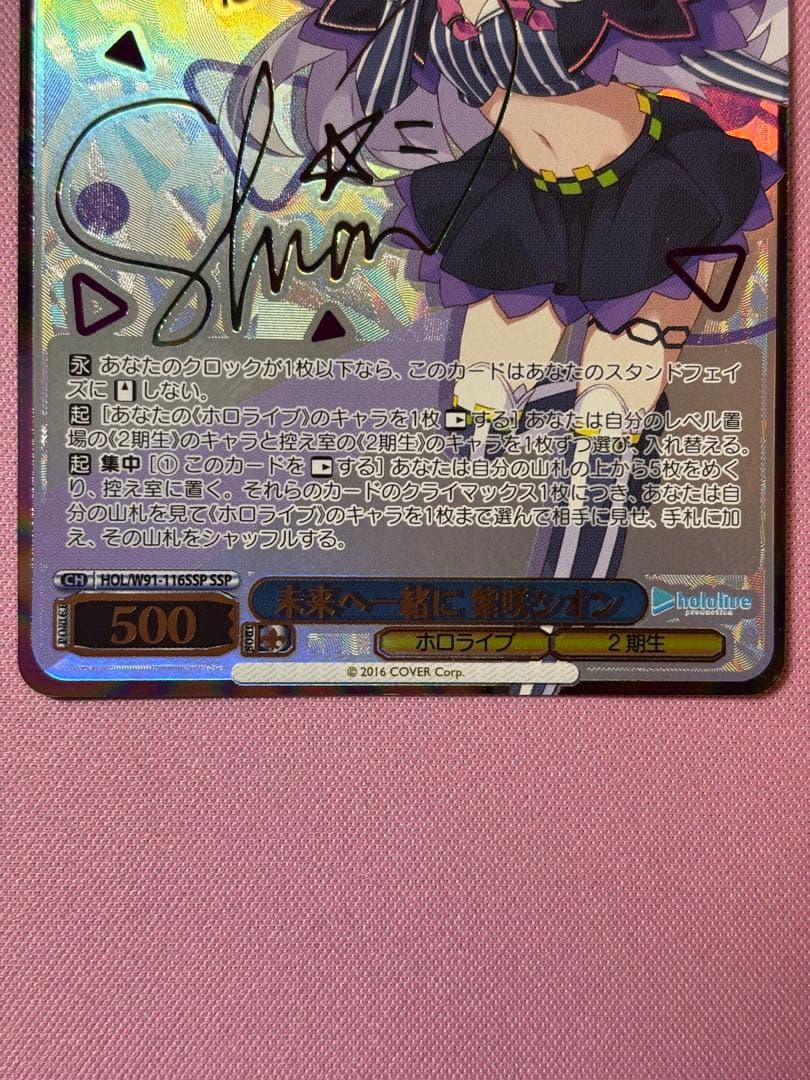 Shion
永 あなたのクロックが1枚以下なら、このカードはあなたのスタンドフェイ
ズに しない。
起 [あなたの《ホロライブ》のキャラを1枚 する] あなたは自分のレベル置
場の《2期生》のキャラと控え室の《2期生》のキャラを1枚ずつ選び、入れ替える。
起 集中 [① このカードを する] あなたは自分の山札の上から5枚をめく
り、控え室に置く。それらのカードのクライマックス1枚につき、あなたは自
分の山札を見て《ホロライブ》のキャラを1枚まで選んで相手に見せ、手札に加
え、その山札をシャッフルする。
CH HOL/W91-116SSP SSP
POWER 500
未来へ一緒に 紫咲シオン
hololive production
SOUL
ホロライブ
2期生
© 2016 COVER Corp.